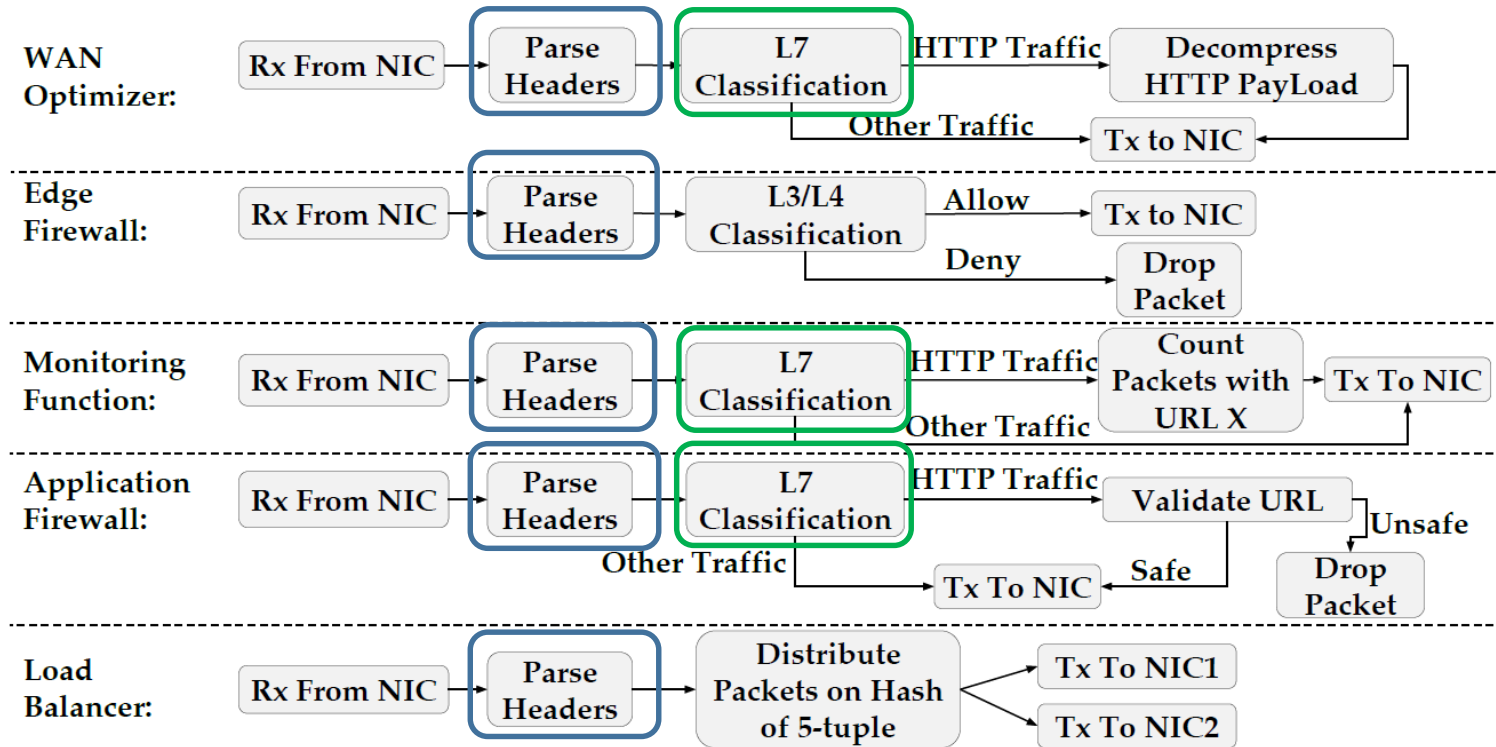 WAN
Optimizer:
Rx From NIC
Parse
Headers
L7
Classification
HTTP Traffic
Decompress
HTTP PayLoad
Other Traffic
Tx to NIC
Edge
Firewall:
Rx From NIC
Parse
Headers
L3/L4
Classification
Allow
Tx to NIC
Deny
Drop
Packet
Monitoring
Function:
Rx From NIC
Parse
Headers
L7
Classification
HTTP Traffic
Count
Packets with
URL X
Tx To NIC
Other Traffic
Application
Firewall:
Rx From NIC
Parse
Headers
L7
Classification
HTTP Traffic
Validate URL
Unsafe
Other Traffic
Tx To NIC
Safe
Drop
Packet
Load
Balancer:
Rx From NIC
Parse
Headers
Distribute
Packets on Hash
of 5-tuple
Tx To NIC1
Tx To NIC2